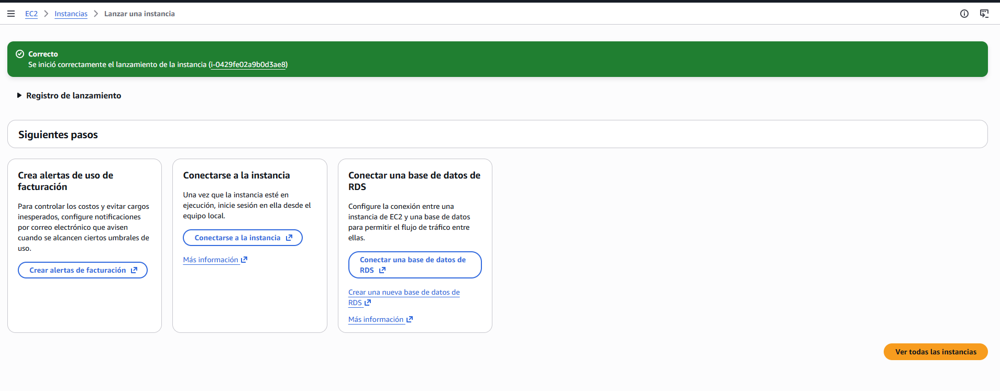 EC2 Instancias Lanzar una instancia
Correcto
Se inició correctamente el lanzamiento de la instancia (i-0429fe02a9b0d3ae8)
Registro de lanzamiento
Siguientes pasos
Crea alertas de uso de
facturación
Para controlar los costos y evitar cargos
inesperados, configure notificaciones
por correo electrónico que avisen
cuando se alcancen ciertos umbrales de
uso.
Crear alertas de facturación
Conectarse a la instancia
Una vez que la instancia esté en
ejecución, inicie sesión en ella desde el
equipo local.
Conectarse a la instancia
Más información
Conectar una base de datos de
RDS
Configure la conexión entre una
instancia de EC2 y una base de datos
para permitir el flujo de tráfico entre
ellas.
Conectar una base de datos de
RDS
Crear una nueva base de datos de
RDS
Más información
Ver todas las instancias